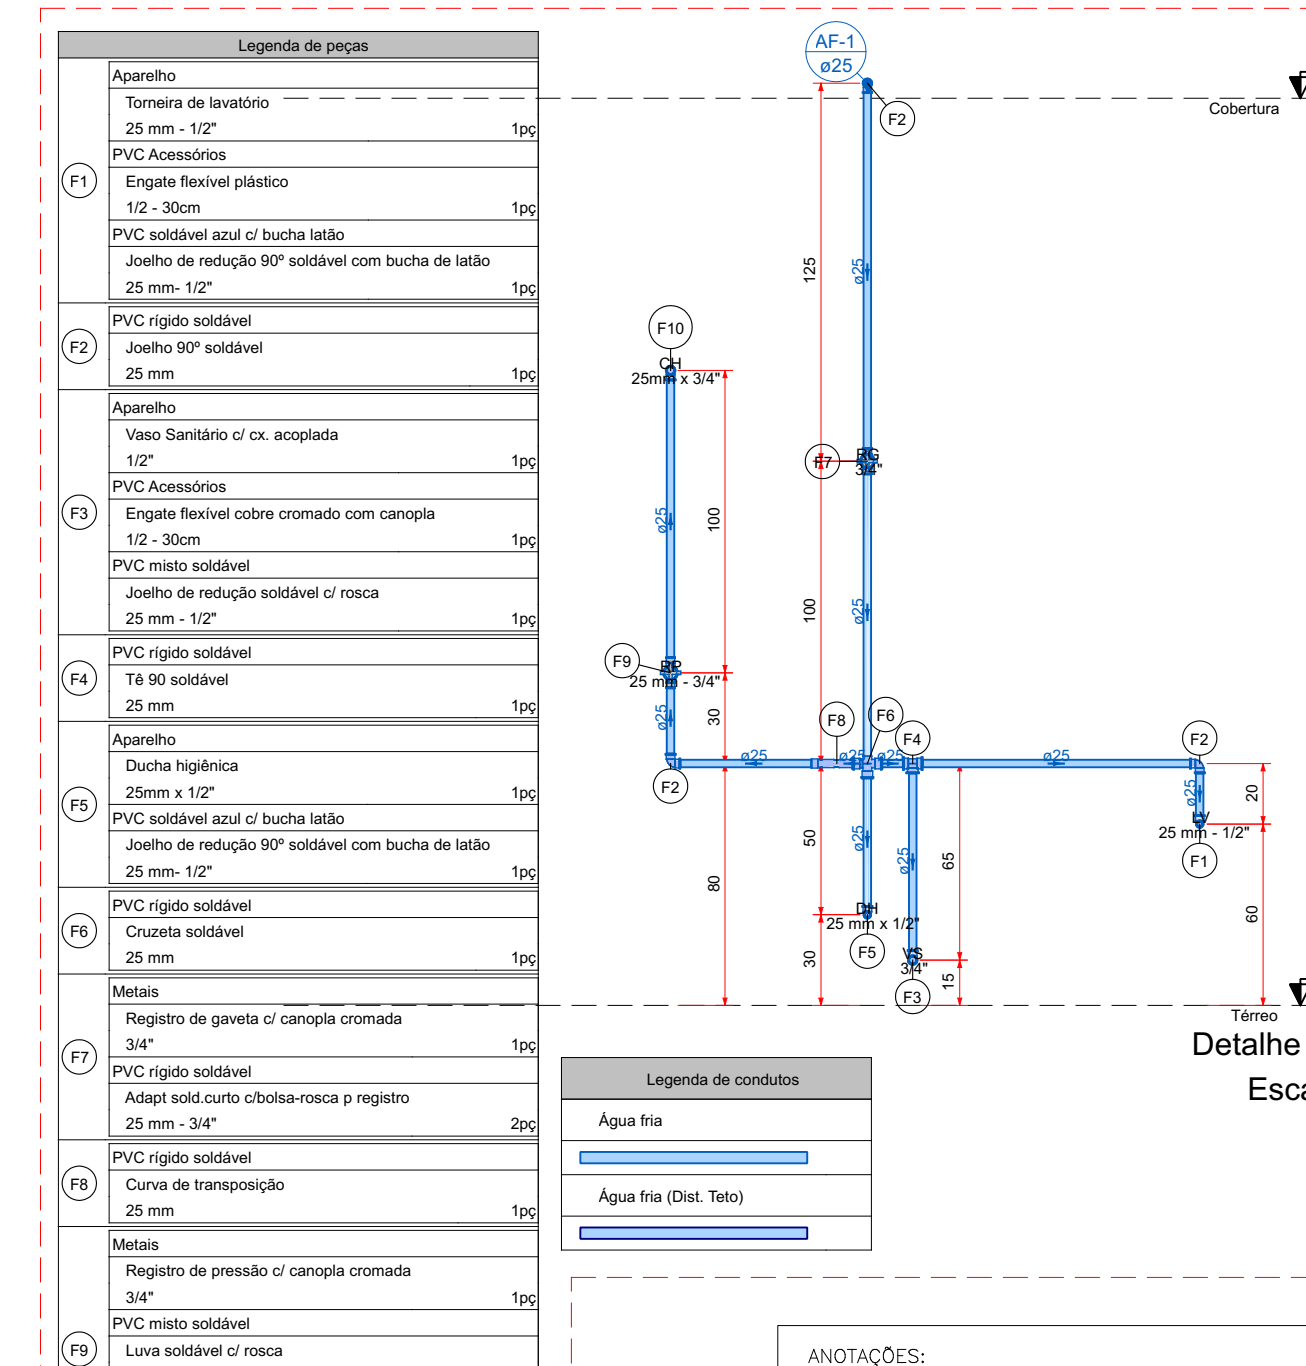 Legenda de peças
F1
Aparelho
Torneira de lavatório
25 mm - 1/2" 1pç
PVC Acessórios
Engate flexível plástico
1/2 - 30cm 1pç
PVC soldável azul c/ bucha latão
Joelho de redução 90º soldável com bucha de latão
25 mm- 1/2" 1pç
F2
PVC rígido soldável
Joelho 90º soldável
25 mm 1pç
F3
Aparelho
Vaso Sanitário c/ cx. acoplada
1/2" 1pç
PVC Acessórios
Engate flexível cobre cromado com canopla
1/2 - 30cm 1pç
PVC misto soldável
Joelho de redução soldável c/ rosca
25 mm - 1/2" 1pç
F4
PVC rígido soldável
Tê 90 soldável
25 mm 1pç
F5
Aparelho
Ducha higiênica
25mm x 1/2" 1pç
PVC soldável azul c/ bucha latão
Joelho de redução 90º soldável com bucha de latão
25 mm- 1/2" 1pç
F6
PVC rígido soldável
Cruzeta soldável
25 mm 1pç
F7
Metais
Registro de gaveta c/ canopla cromada
3/4" 1pç
PVC rígido soldável
Adapt sold.curto c/bolsa-rosca p registro
25 mm - 3/4" 2pç
F8
PVC rígido soldável
Curva de transposição
25 mm 1pç
F9
Metais
Registro de pressão c/ canopla cromada
3/4" 1pç
PVC misto soldável
Luva soldável c/ rosca
AF-1
ø25
F2
Cobertura
125
ø25
F10
CH
25mm x 3/4"
F7
RG
3/4"
ø25
100
100
ø25
F9
RP
25 mm - 3/4"
ø25
30
F8
F6
F4
F2
ø25
ø25
ø25
ø25
F2
ø25
20
LV
25 mm - 1/2"
F1
50
ø25
ø25
65
80
DH
25 mm x 1/2"
F5
VS
3/4"
F3
30
15
60
Térreo
Detalhe
Esca
Legenda de condutos
Água fria
Água fria (Dist. Teto)
ANOTAÇÕES: